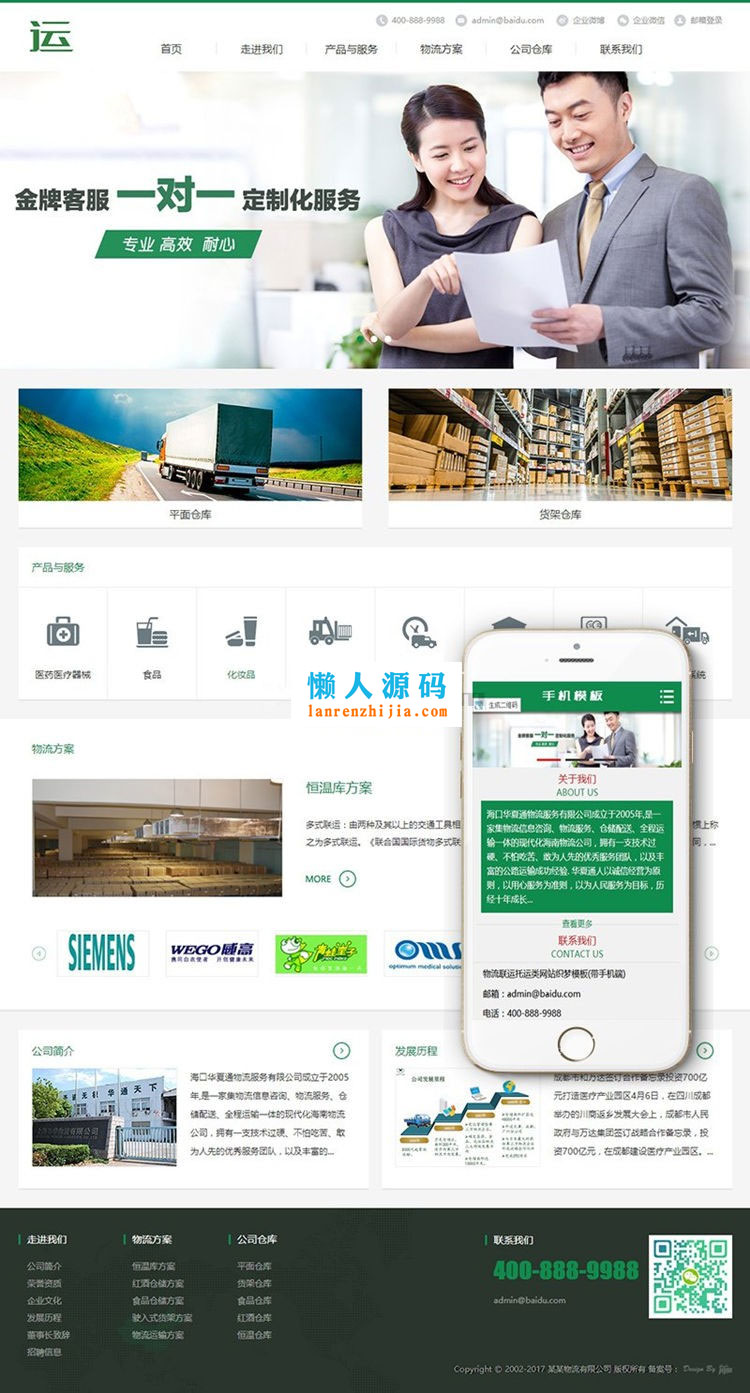 运
400-888-9988
admin@baidu.com
企业微博
企业微信
邮箱登录
首页
走进我们
产品与服务
物流方案
公司仓库
联系我们
金牌客服 一对一 定制化服务
专业 高效 耐心
平面仓库
货架仓库
产品与服务
医药医疗器械
食品
化妆品
系统
懒人源码
lanrenzhijia.com
物流方案
恒温库方案
多式联运：由两种及其以上的交通工具相
惯上称
之为多式联运。《联合国国际货物多式联
同，...
MORE
SIEMENS
WEGO威高
携问白衣使者 开创健康未来
optimum medical solutio
手机模板
生成二维码
金牌客服 一对一 定制化服务
关于我们
ABOUT US
海口华夏通物流服务有限公司成立于2005年,是一
家集物流信息咨询、物流服务、仓储配送、全程运
输一体的现代化海南物流公司，拥有一支技术过
硬、不怕吃苦、敢为人先的优秀服务团队，以及丰
富的公路运输成功经验. 华夏通人以诚信经营为原
则，以用心服务为准则，以为人民服务为目标，历
经十年成长...
查看更多
联系我们
CONTACT US
物流联运托运类网站织梦模板(带手机端)
邮箱：admin@baidu.com
电话：400-888-9988
公司简介
海口华夏通物流服务有限公司成立于2005
年,是一家集物流信息咨询、物流服务、仓
储配送、全程运输一体的现代化海南物流
公司，拥有一支技术过硬、不怕吃苦、敢
为人先的优秀服务团队，以及丰富的...
发展历程
公司发展里程
成都市和万达签订合作备忘录投资700亿
元打造医疗产业园区4月6日，在四川成都
举办的川商返乡发展大会上，成都市人民
政府与万达集团签订战略合作备忘录，投
资700亿元，在成都建设医疗产业园区。...
走进我们
公司简介
荣誉资质
企业文化
发展历程
董事长致辞
招聘信息
物流方案
恒温库方案
红酒仓储方案
食品仓储方案
驶入式货架方案
物流运输方案
公司仓库
平面仓库
货架仓库
食品仓库
红酒仓库
恒温仓库
联系我们
400-888-9988
admin@baidu.com
Copyright © 2002-2017 某某物流有限公司 版权所有 备案号：
Design By